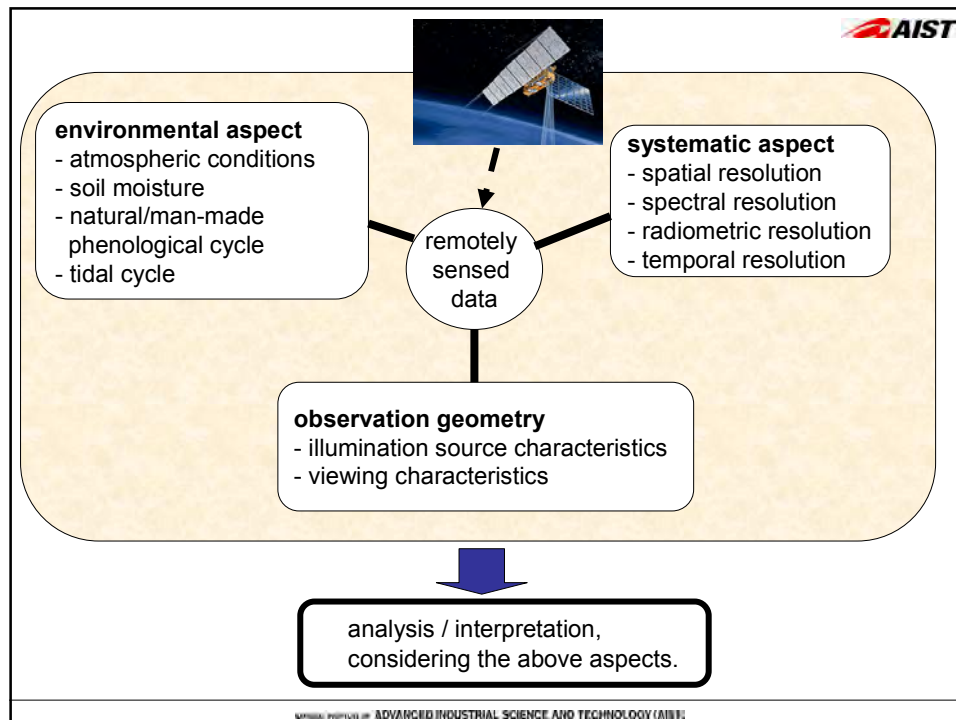 AIST
environmental aspect
- atmospheric conditions
- soil moisture
- natural/man-made
phenological cycle
- tidal cycle
systematic aspect
- spatial resolution
- spectral resolution
- radiometric resolution
- temporal resolution
remotely
sensed
data
observation geometry
- illumination source characteristics
- viewing characteristics
analysis / interpretation,
considering the above aspects.
ADVANCED INDUSTRIAL SCIENCE AND TECHNOLOGY (AIST)